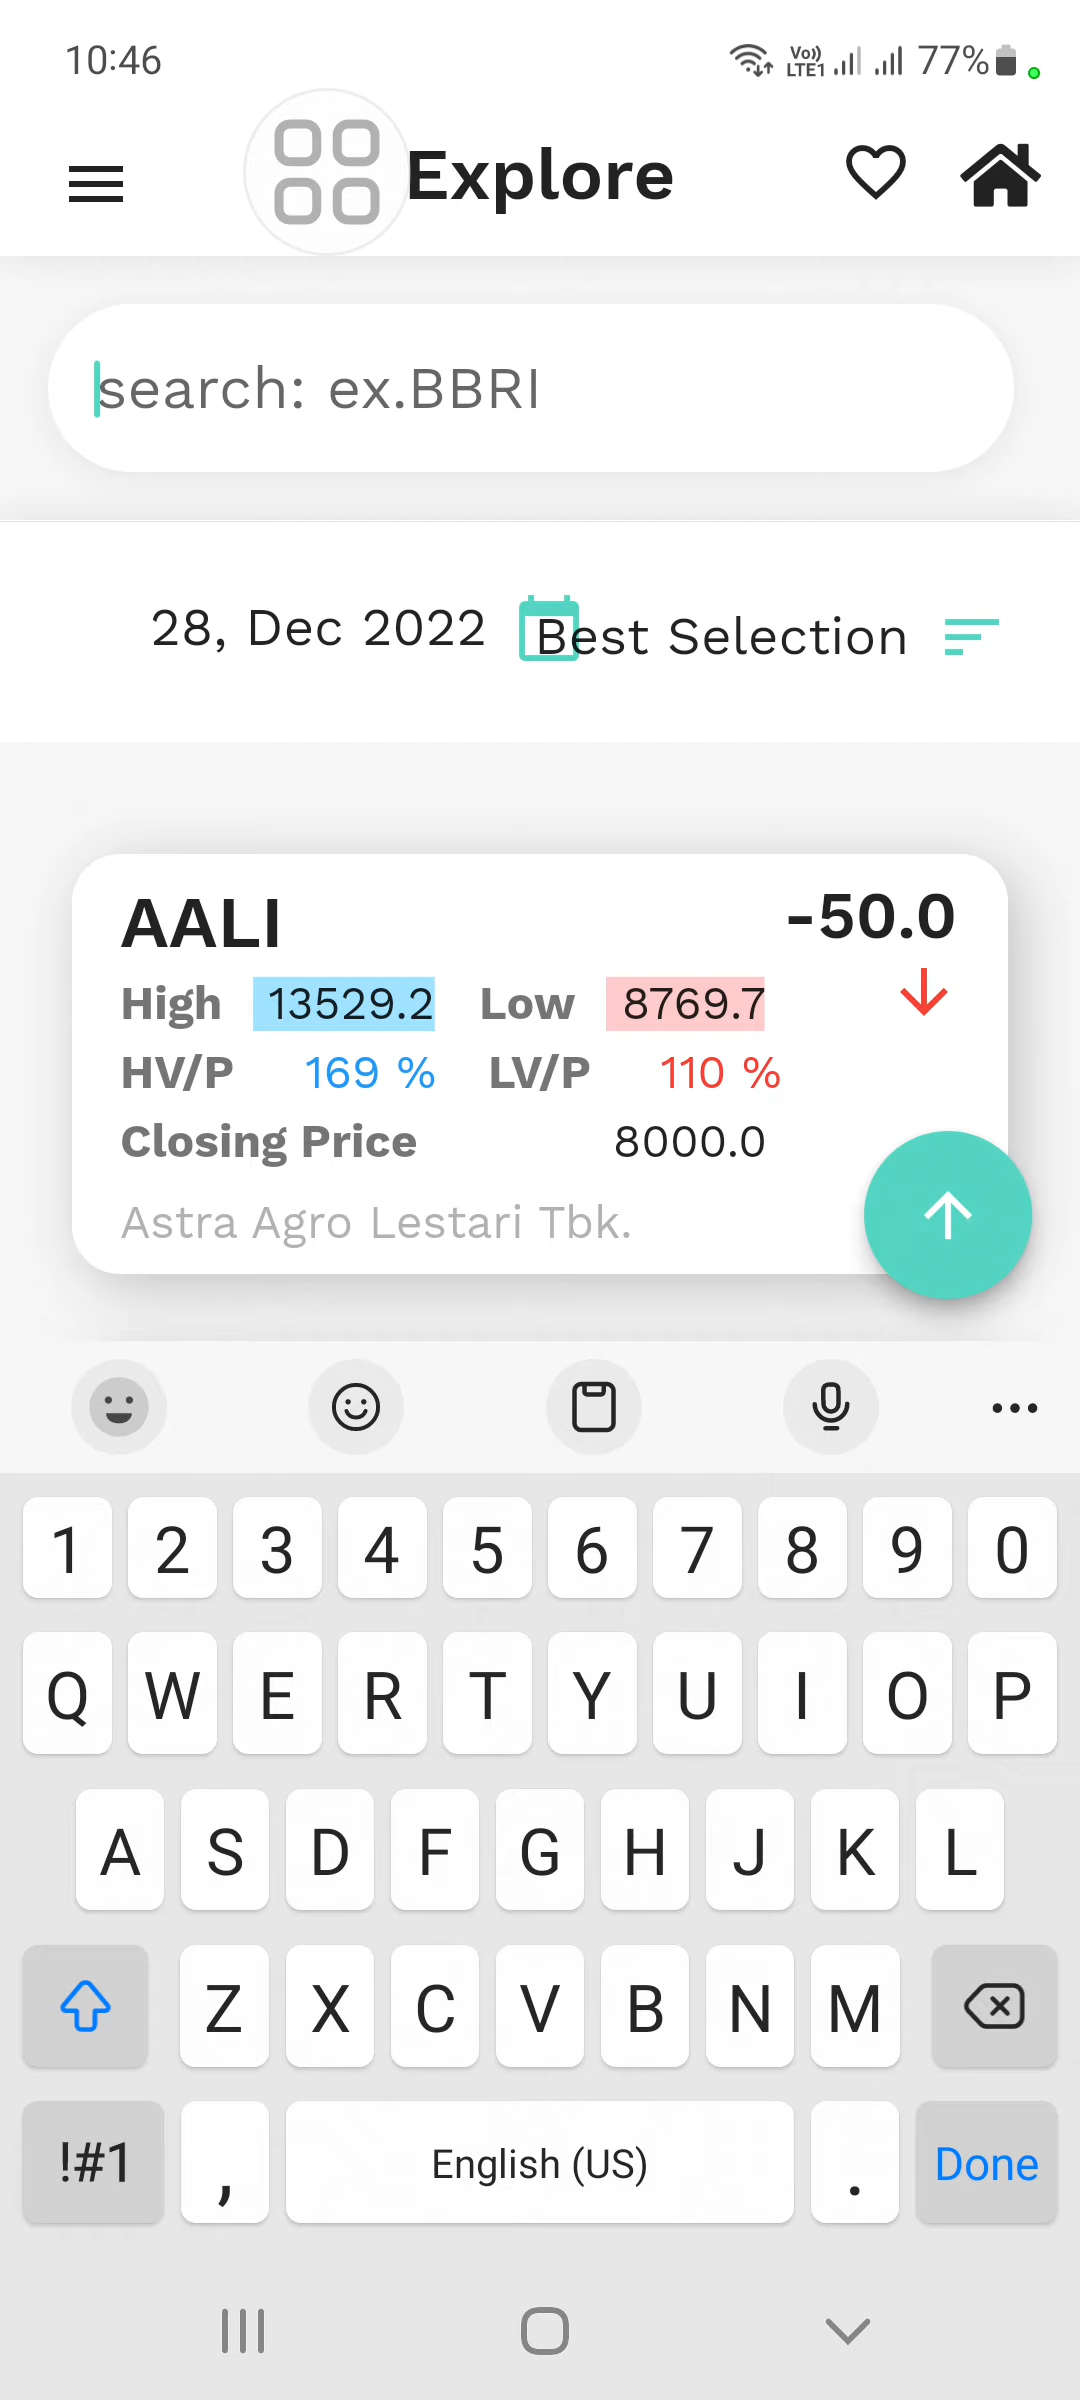 10:46 Vo)) LTE1 77%
Explore
search: ex.BBRI
28, Dec 2022 Best Selection
AALI -50.0
High 13529.2 Low 8769.7
HV/P 169 % LV/P 110 %
Closing Price 8000.0
Astra Agro Lestari Tbk.
1 2 3 4 5 6 7 8 9 0
Q W E R T Y U I O P
A S D F G H J K L
Z X C V B N M
!#1 , English (US) . Done